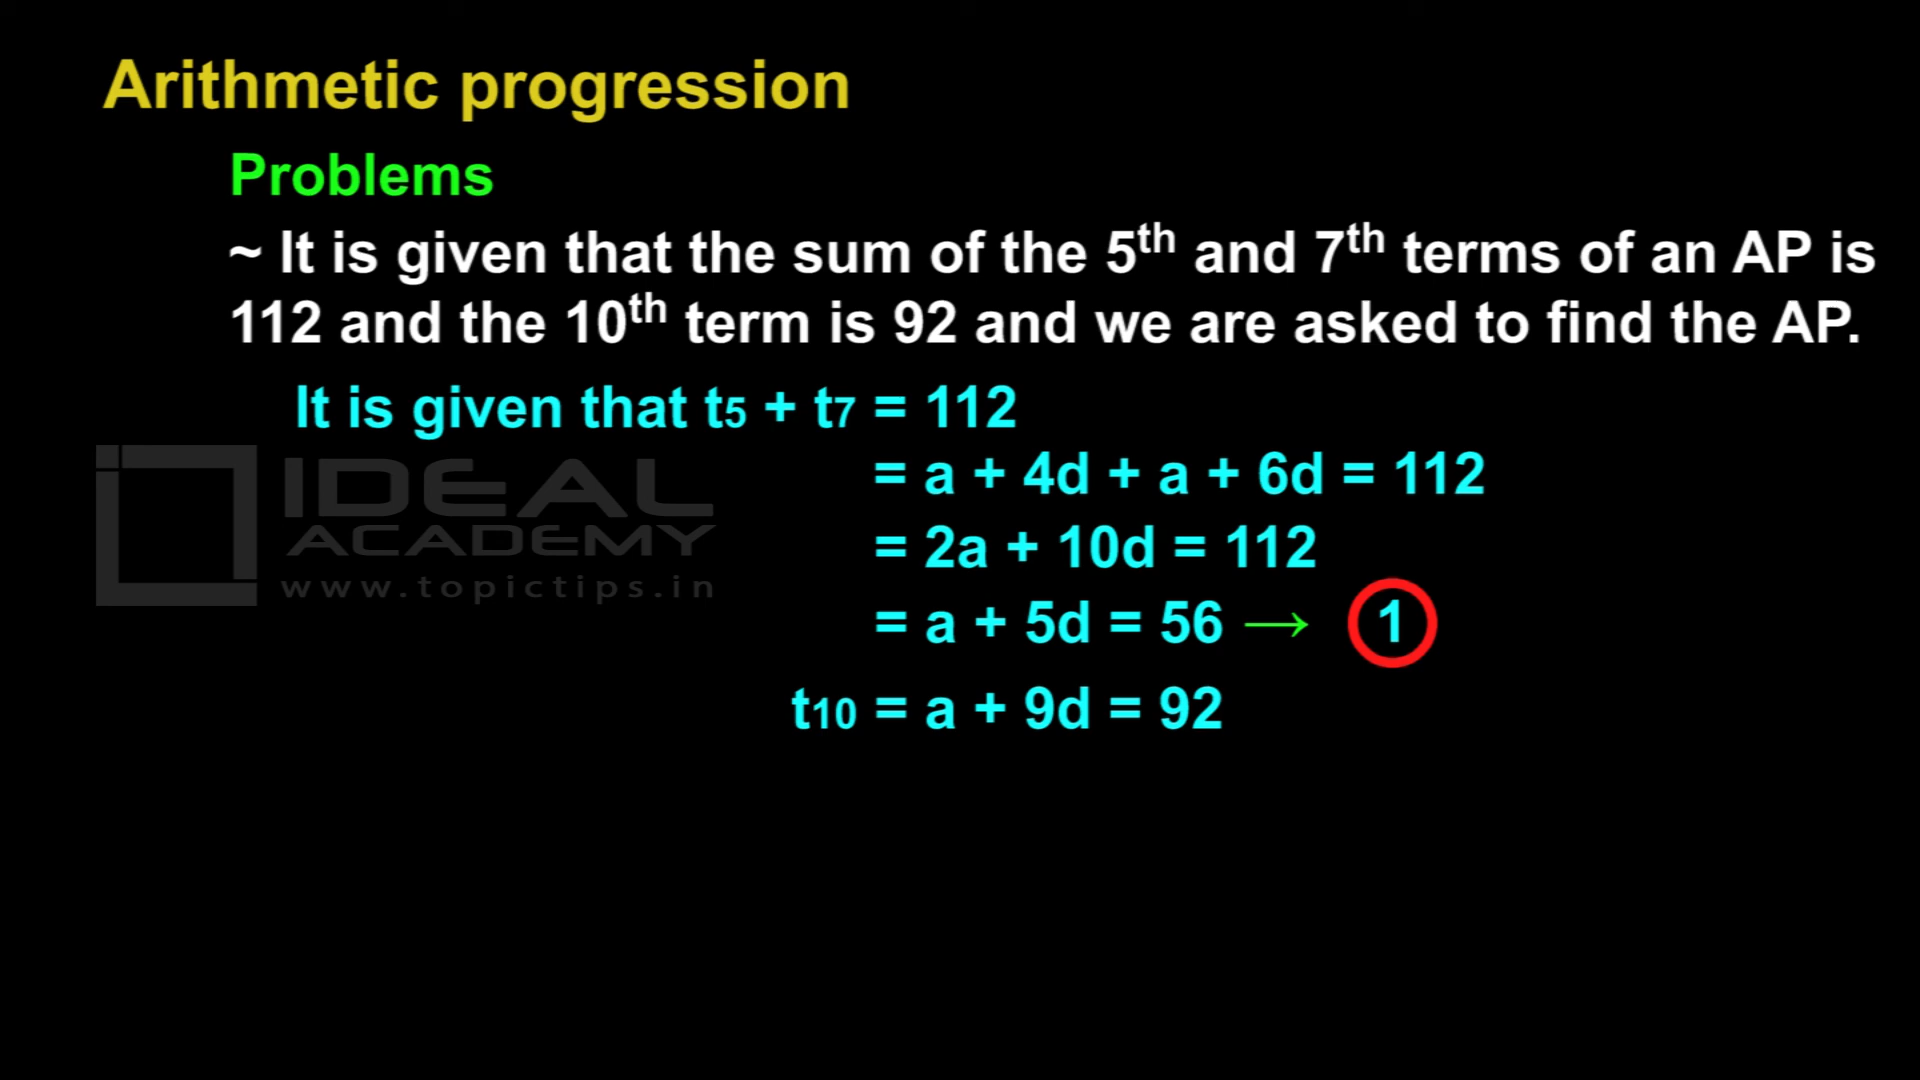 Arithmetic progression
Problems
~ It is given that the sum of the 5th and 7th terms of an AP is
112 and the 10th term is 92 and we are asked to find the AP.
It is given that t5 + t7 = 112
= a + 4d + a + 6d = 112
= 2a + 10d = 112
= a + 5d = 56 → 1
t10 = a + 9d = 92
IDEAL
ACADEMY
www.topictips.in